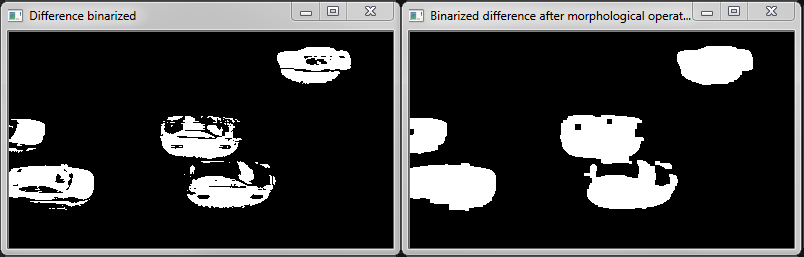 Difference binarized
Binarized difference after morphological operat...